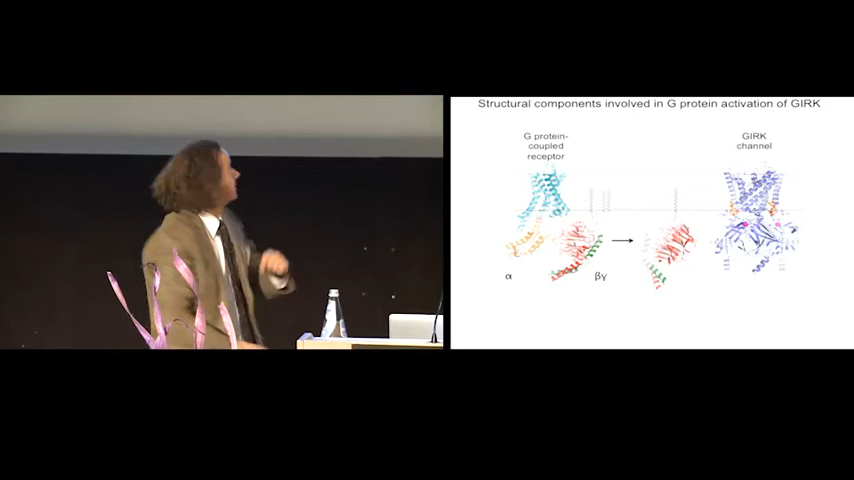 Structural components involved in G protein activation of GIRK
G protein-
coupled
receptor
GIRK
channel
α
βγ